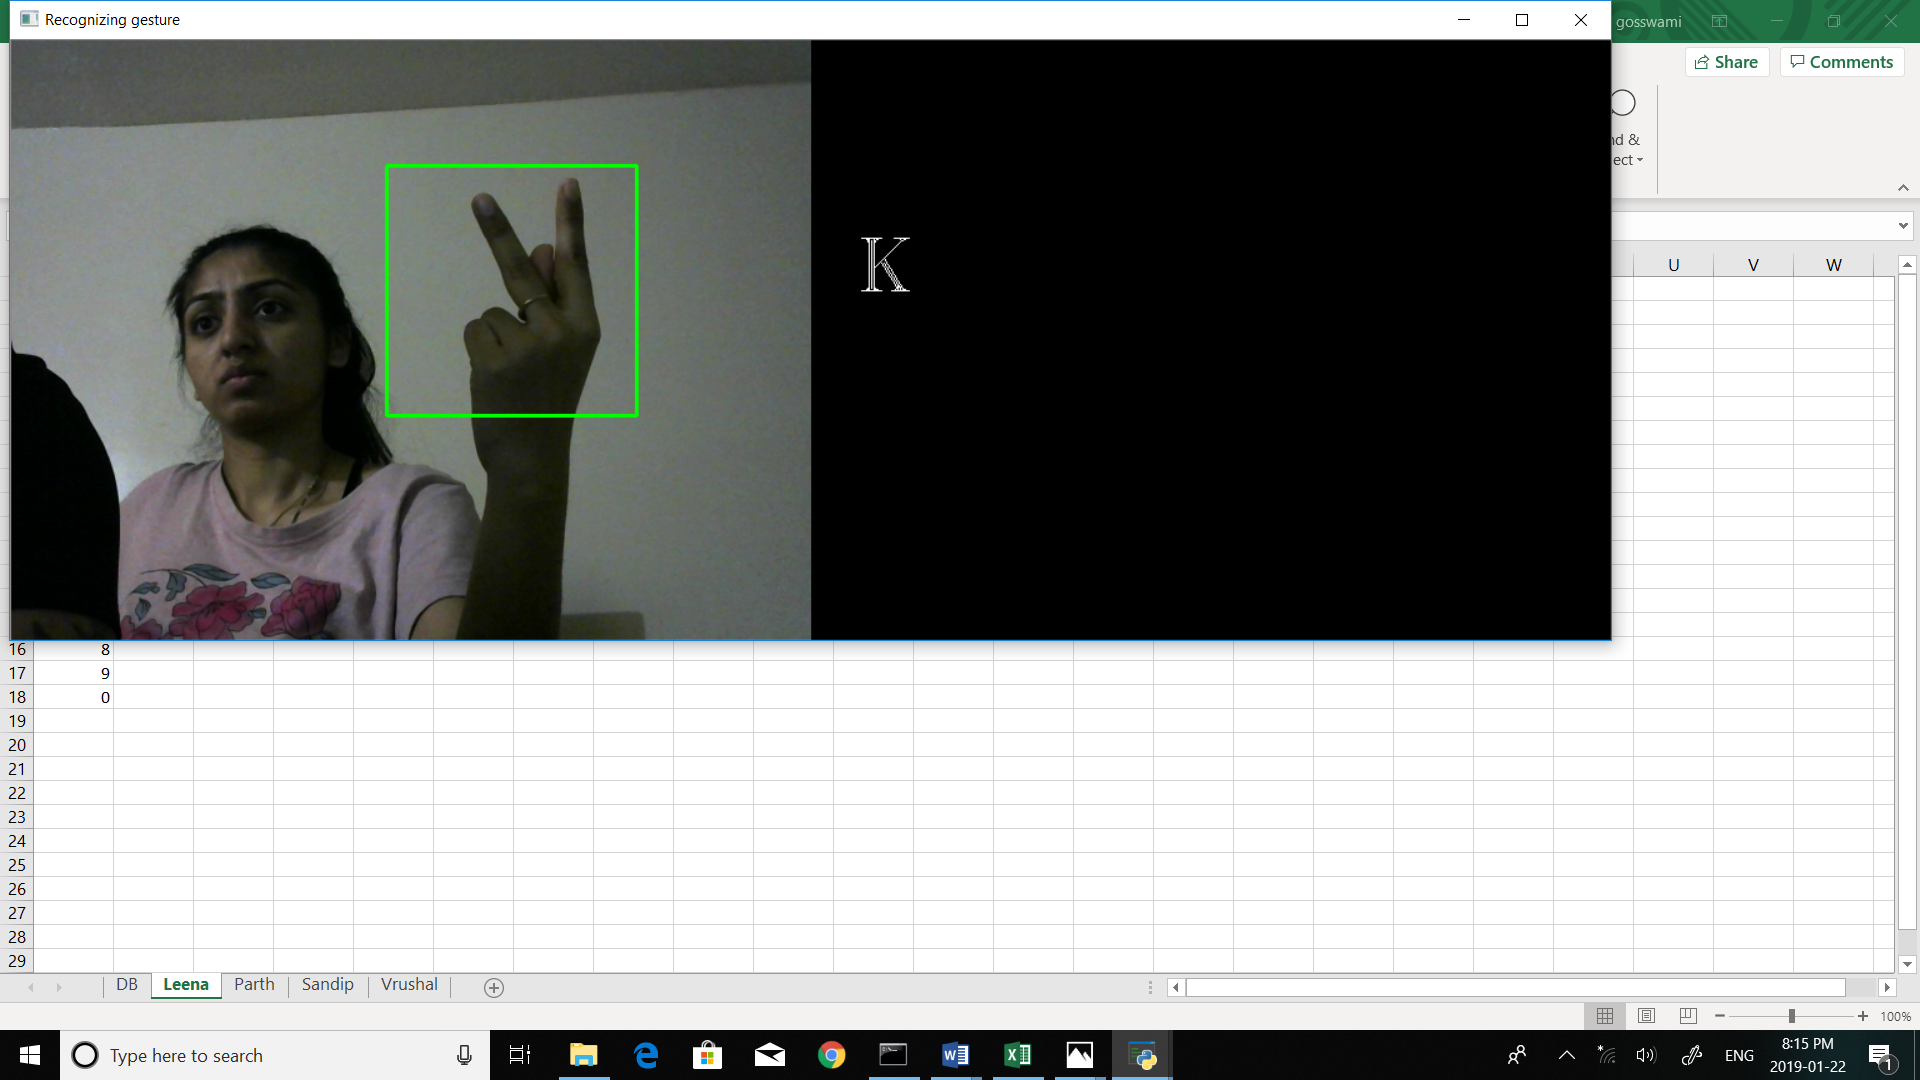 Recognizing gesture
gosswami
Share
Comments
nd &
ect
K
U V W
16 8
17 9
18 0
19
20
21
22
23
24
25
26
27
28
29
DB Leena Parth Sandip Vrushal
100%
Type here to search
ENG
8:15 PM
2019-01-22
1